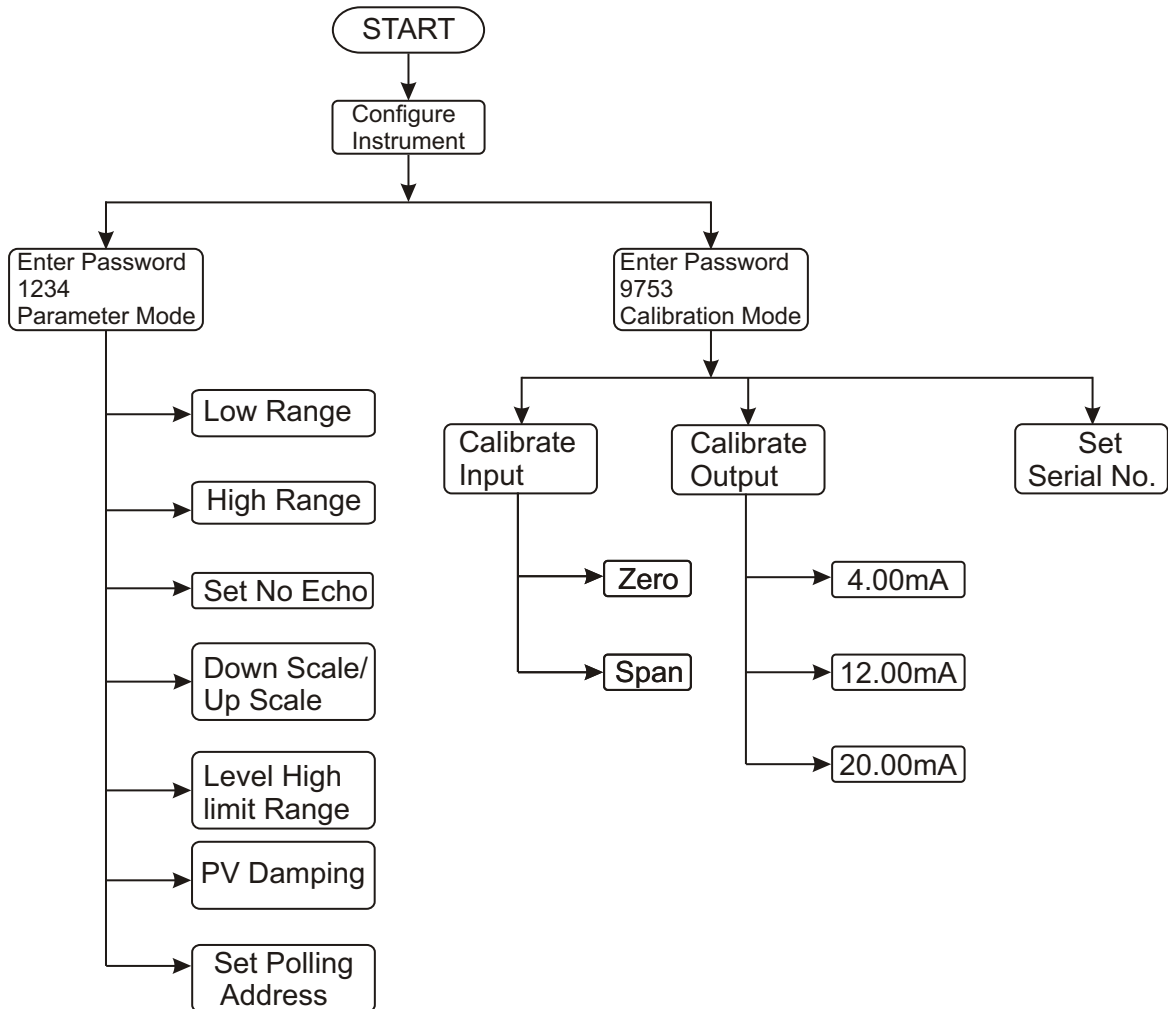 START
Configure
Instrument
Enter Password
1234
Parameter Mode
Enter Password
9753
Calibration Mode
Low Range
High Range
Set No Echo
Down Scale/
Up Scale
Level High
limit Range
PV Damping
Set Polling
Address
Calibrate
Input
Zero
Span
Calibrate
Output
4.00mA
12.00mA
20.00mA
Set
Serial No.